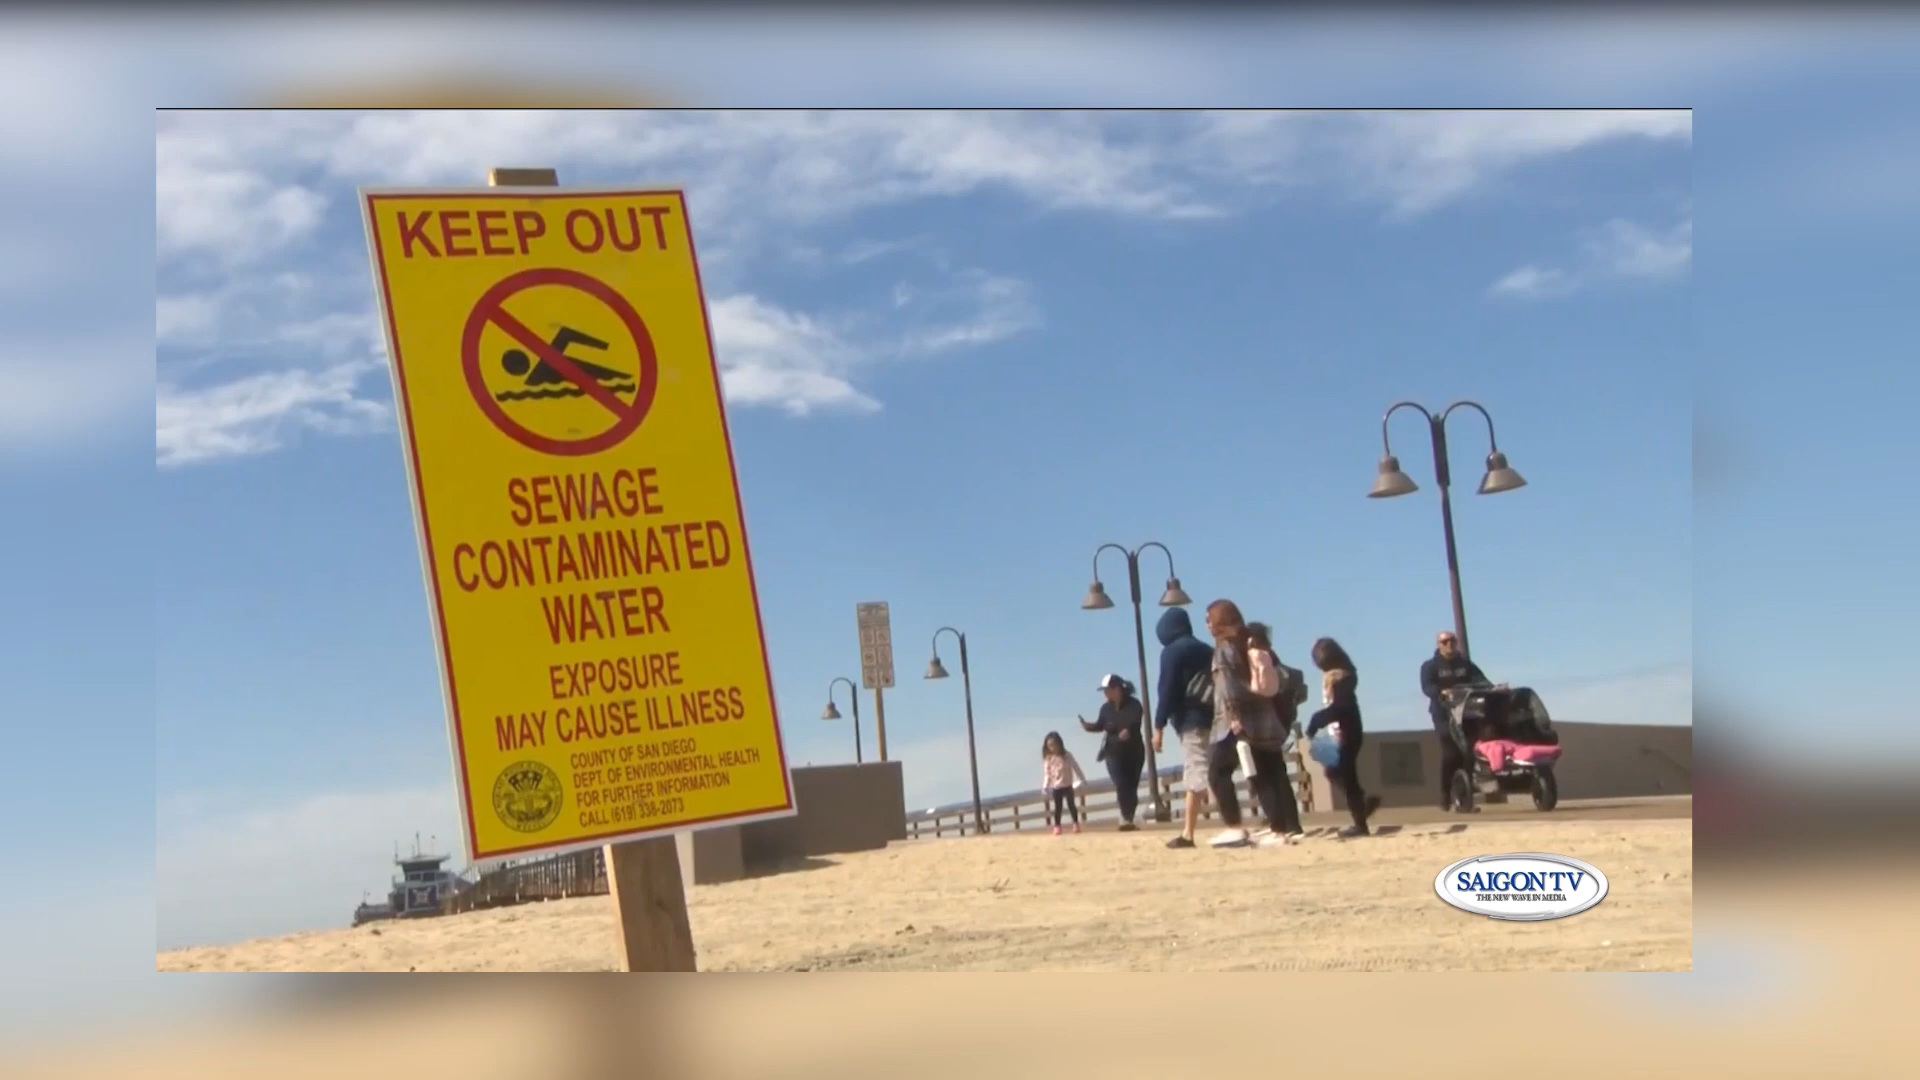 KEEP OUT
SEWAGE
CONTAMINATED
WATER
EXPOSURE
MAY CAUSE ILLNESS
COUNTY OF SAN DIEGO
DEPT. OF ENVIRONMENTAL HEALTH
FOR FURTHER INFORMATION
CALL (619) 338-2073
SAIGON TV
THE NEW WAVE IN MEDIA